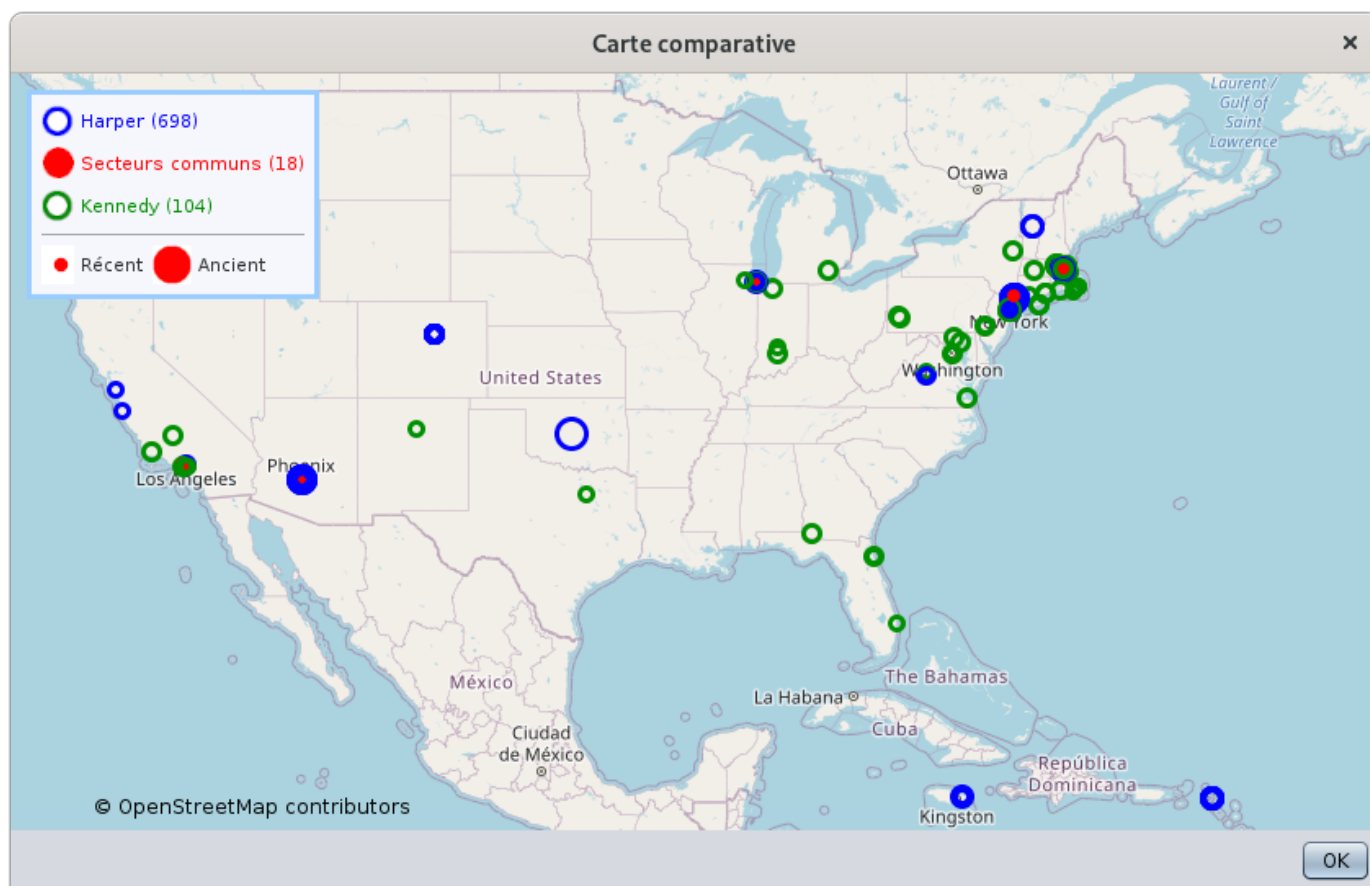 Carte comparative
×
Laurent /
Gulf of
Saint
Lawrence
Harper (698)
Secteurs communs (18)
Kennedy (104)
Récent
Ancient
Ottawa
New York
Washington
United States
Phoenix
Los Angeles
La Habana
The Bahamas
México
Cuba
Ciudad
de México
República
Dominicana
Kingston
© OpenStreetMap contributors
OK